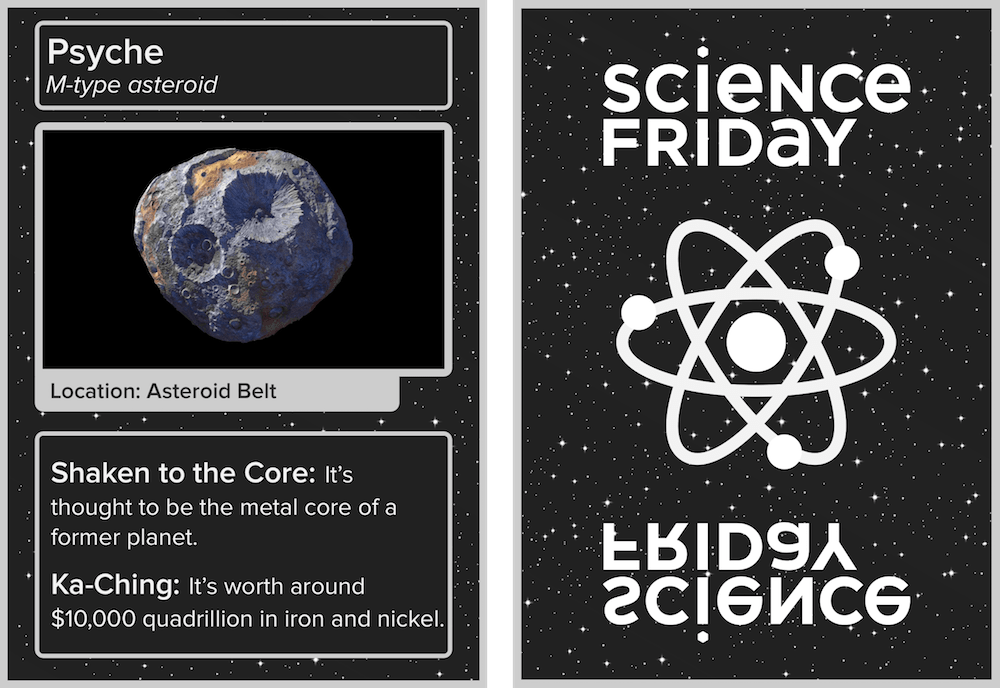 Psyche
M-type asteroid
Location: Asteroid Belt
Shaken to the Core: It's
thought to be the metal core of a
former planet.
Ka-Ching: It's worth around
$10,000 quadrillion in iron and nickel.
SCIENCE
FRIDAY
FRIDAY
SCIENCE